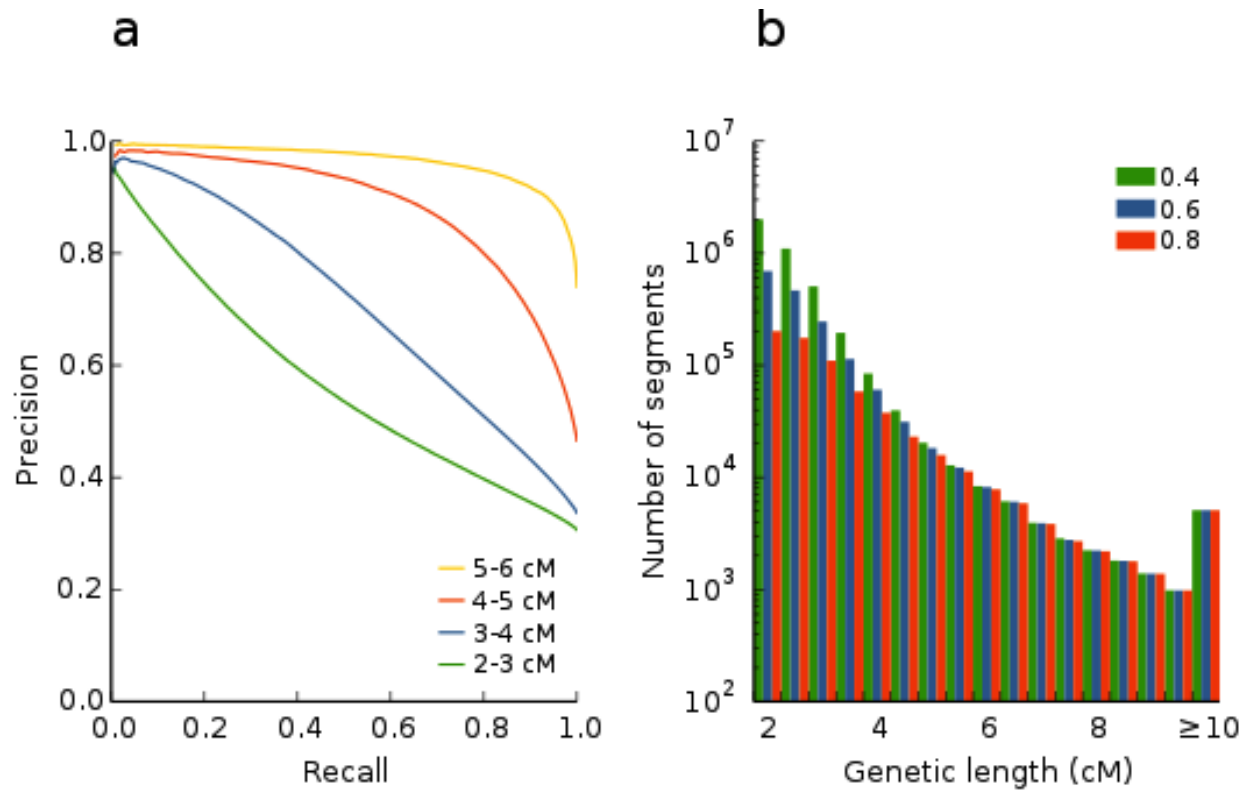 a
1.0
0.8
0.6
0.4
0.2
0.0
Precision
5-6 cM
4-5 cM
3-4 cM
2-3 cM
0.0 0.2 0.4 0.6 0.8 1.0
Recall
b
10^7
10^6
10^5
10^4
10^3
10^2
Number of segments
0.4
0.6
0.8
2 4 6 8 ≥10
Genetic length (cM)